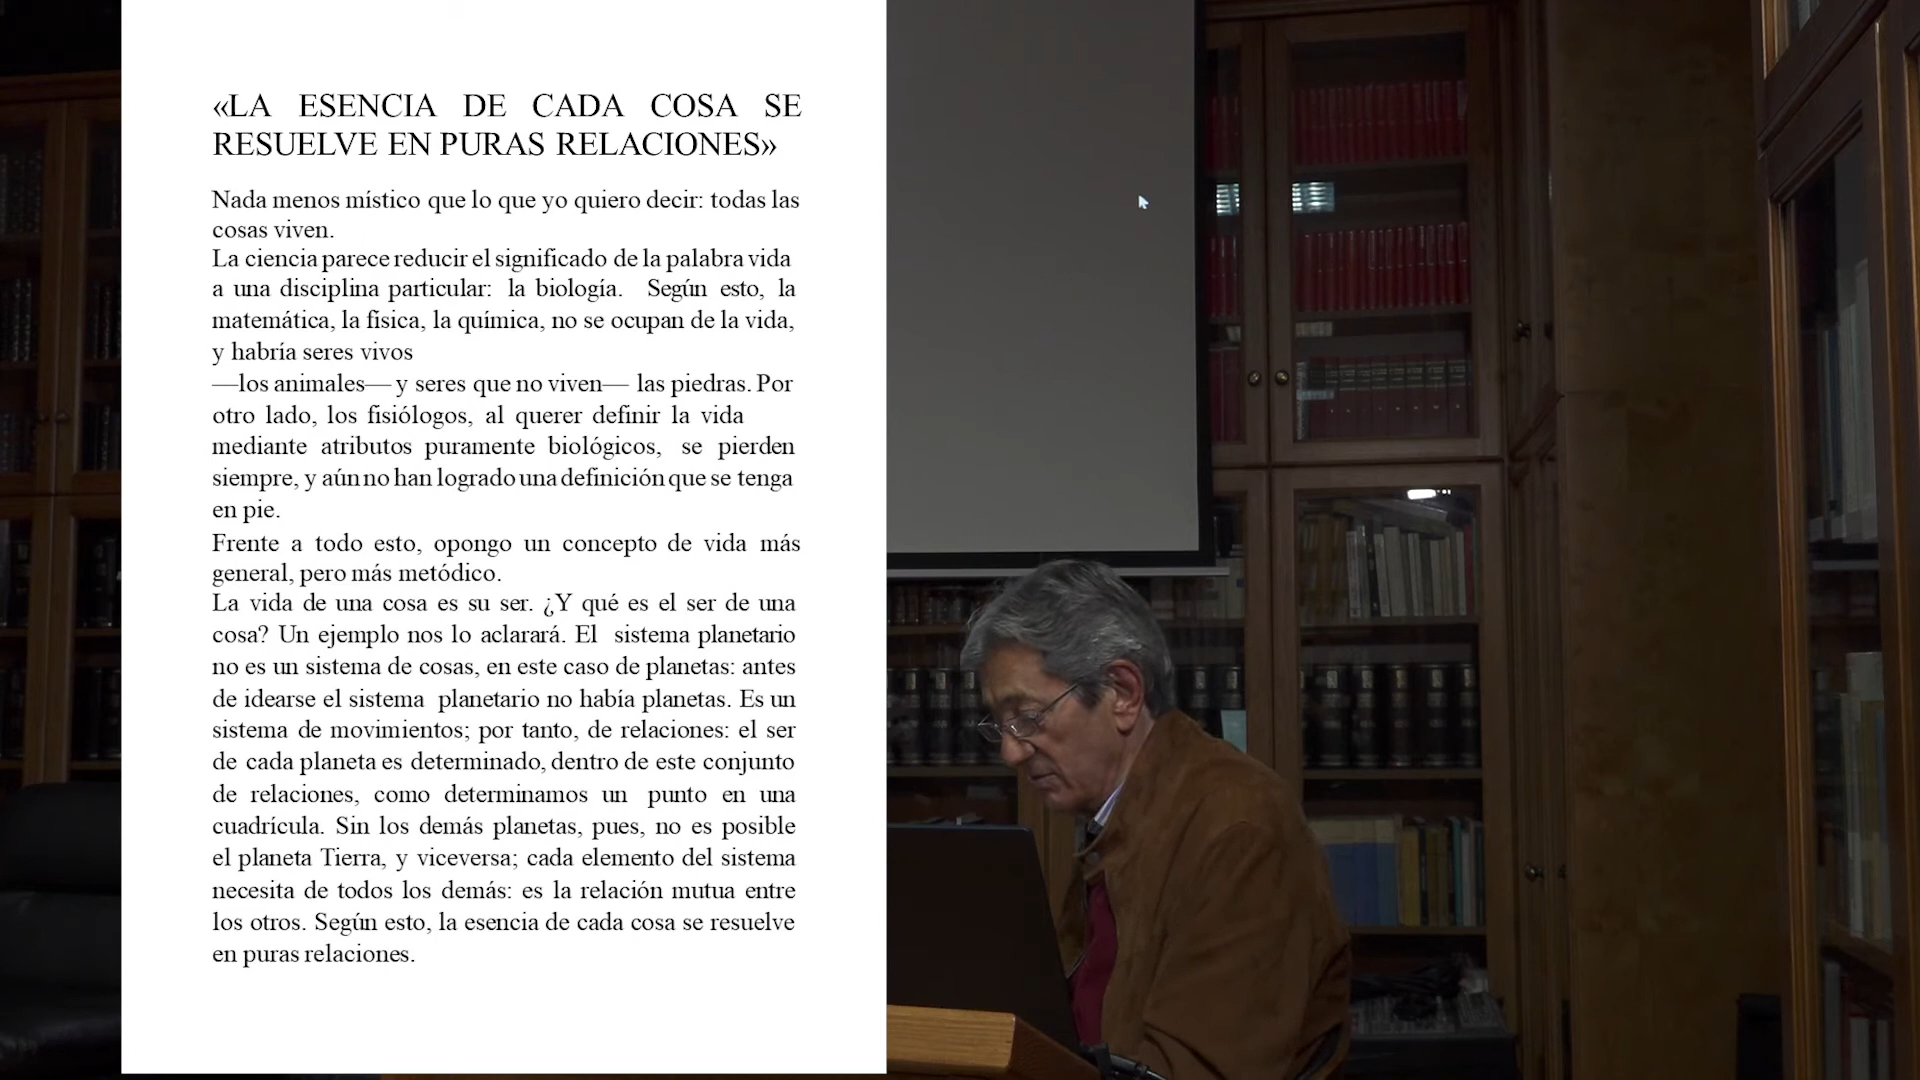 «LA ESENCIA DE CADA COSA SE
RESUELVE EN PURAS RELACIONES»
Nada menos místico que lo que yo quiero decir: todas las
cosas viven.
La ciencia parece reducir el significado de la palabra vida
a una disciplina particular: la biología. Según esto, la
matemática, la física, la química, no se ocupan de la vida,
y habría seres vivos
—los animales— y seres que no viven— las piedras. Por
otro lado, los fisiólogos, al querer definir la vida
mediante atributos puramente biológicos, se pierden
siempre, y aún no han logrado una definición que se tenga
en pie.
Frente a todo esto, opongo un concepto de vida más
general, pero más metódico.
La vida de una cosa es su ser. ¿Y qué es el ser de una
cosa? Un ejemplo nos lo aclarará. El sistema planetario
no es un sistema de cosas, en este caso de planetas: antes
de idearse el sistema planetario no había planetas. Es un
sistema de movimientos; por tanto, de relaciones: el ser
de cada planeta es determinado, dentro de este conjunto
de relaciones, como determinamos un punto en una
cuadrícula. Sin los demás planetas, pues, no es posible
el planeta Tierra, y viceversa; cada elemento del sistema
necesita de todos los demás: es la relación mutua entre
los otros. Según esto, la esencia de cada cosa se resuelve
en puras relaciones.